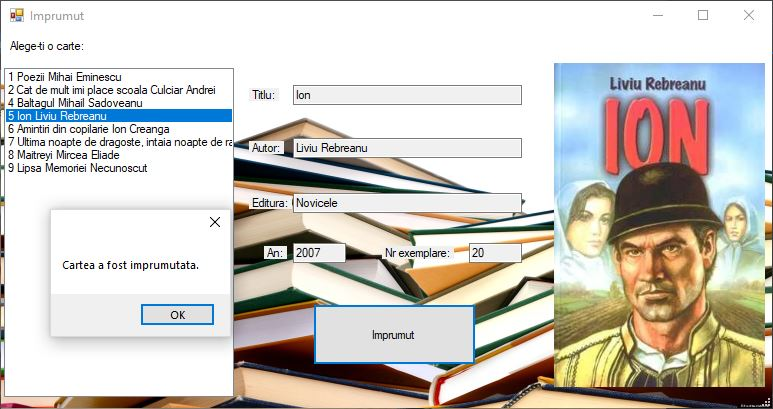 Imprumut
Alege-ti o carte:
1 Poezii Mihai Eminescu
2 Cat de mult imi place scoala Culciar Andrei
4 Baltagul Mihail Sadoveanu
5 Ion Liviu Rebreanu
6 Amintiri din copilarie Ion Creanga
7 Ultima noapte de dragoste, intaia noapte de ra
8 Maitreyi Mircea Eliade
9 Lipsa Memoriei Necunoscut
Cartea a fost imprumutata.
OK
Titlu: Ion
Autor: Liviu Rebreanu
Editura: Novicele
An: 2007 Nr exemplare: 20
Imprumut
Liviu Rebreanu
ION